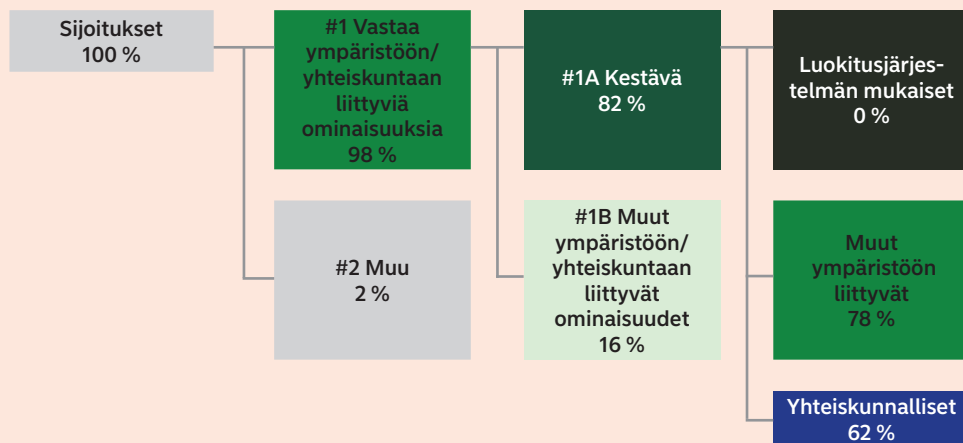 Sijoitukset
100 %
#1 Vastaa
ympäristöön/
yhteiskuntaan
liittyviä
ominaisuuksia
98 %
#2 Muu
2 %
#1A Kestävä
82 %
#1B Muut
ympäristöön/
yhteiskuntaan
liittyvät
ominaisuudet
16 %
Luokitusjärjes-
telmän mukaiset
0 %
Muut
ympäristöön
liittyvät
78 %
Yhteiskunnalliset
62 %